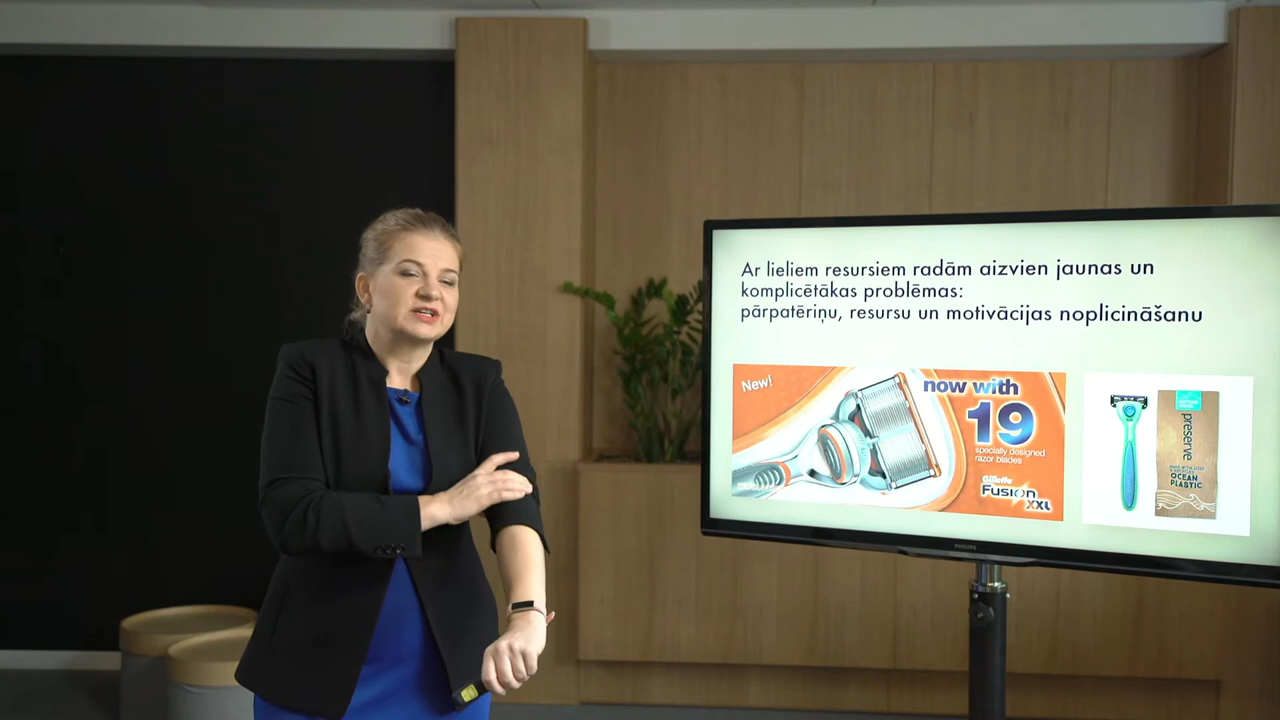 Ar lieliem resursiem radām aizvien jaunas un
komplicētākas problēmas:
pārpatēriņu, resursu un motivācijas noplicināšanu
New!
now with
19
specially designed
razor blades
Gillette
Fusion
XXL
preserve
OCEAN
PLASTIC
PHILIPS